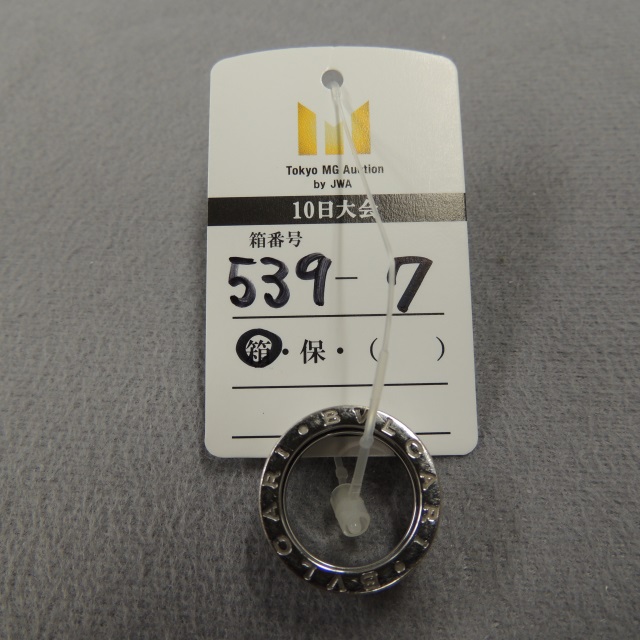 Tokyo MG Auction
by JWA
10日大会
箱番号
539-7
箱・保・( )
BVLGARI • BVLGARI •